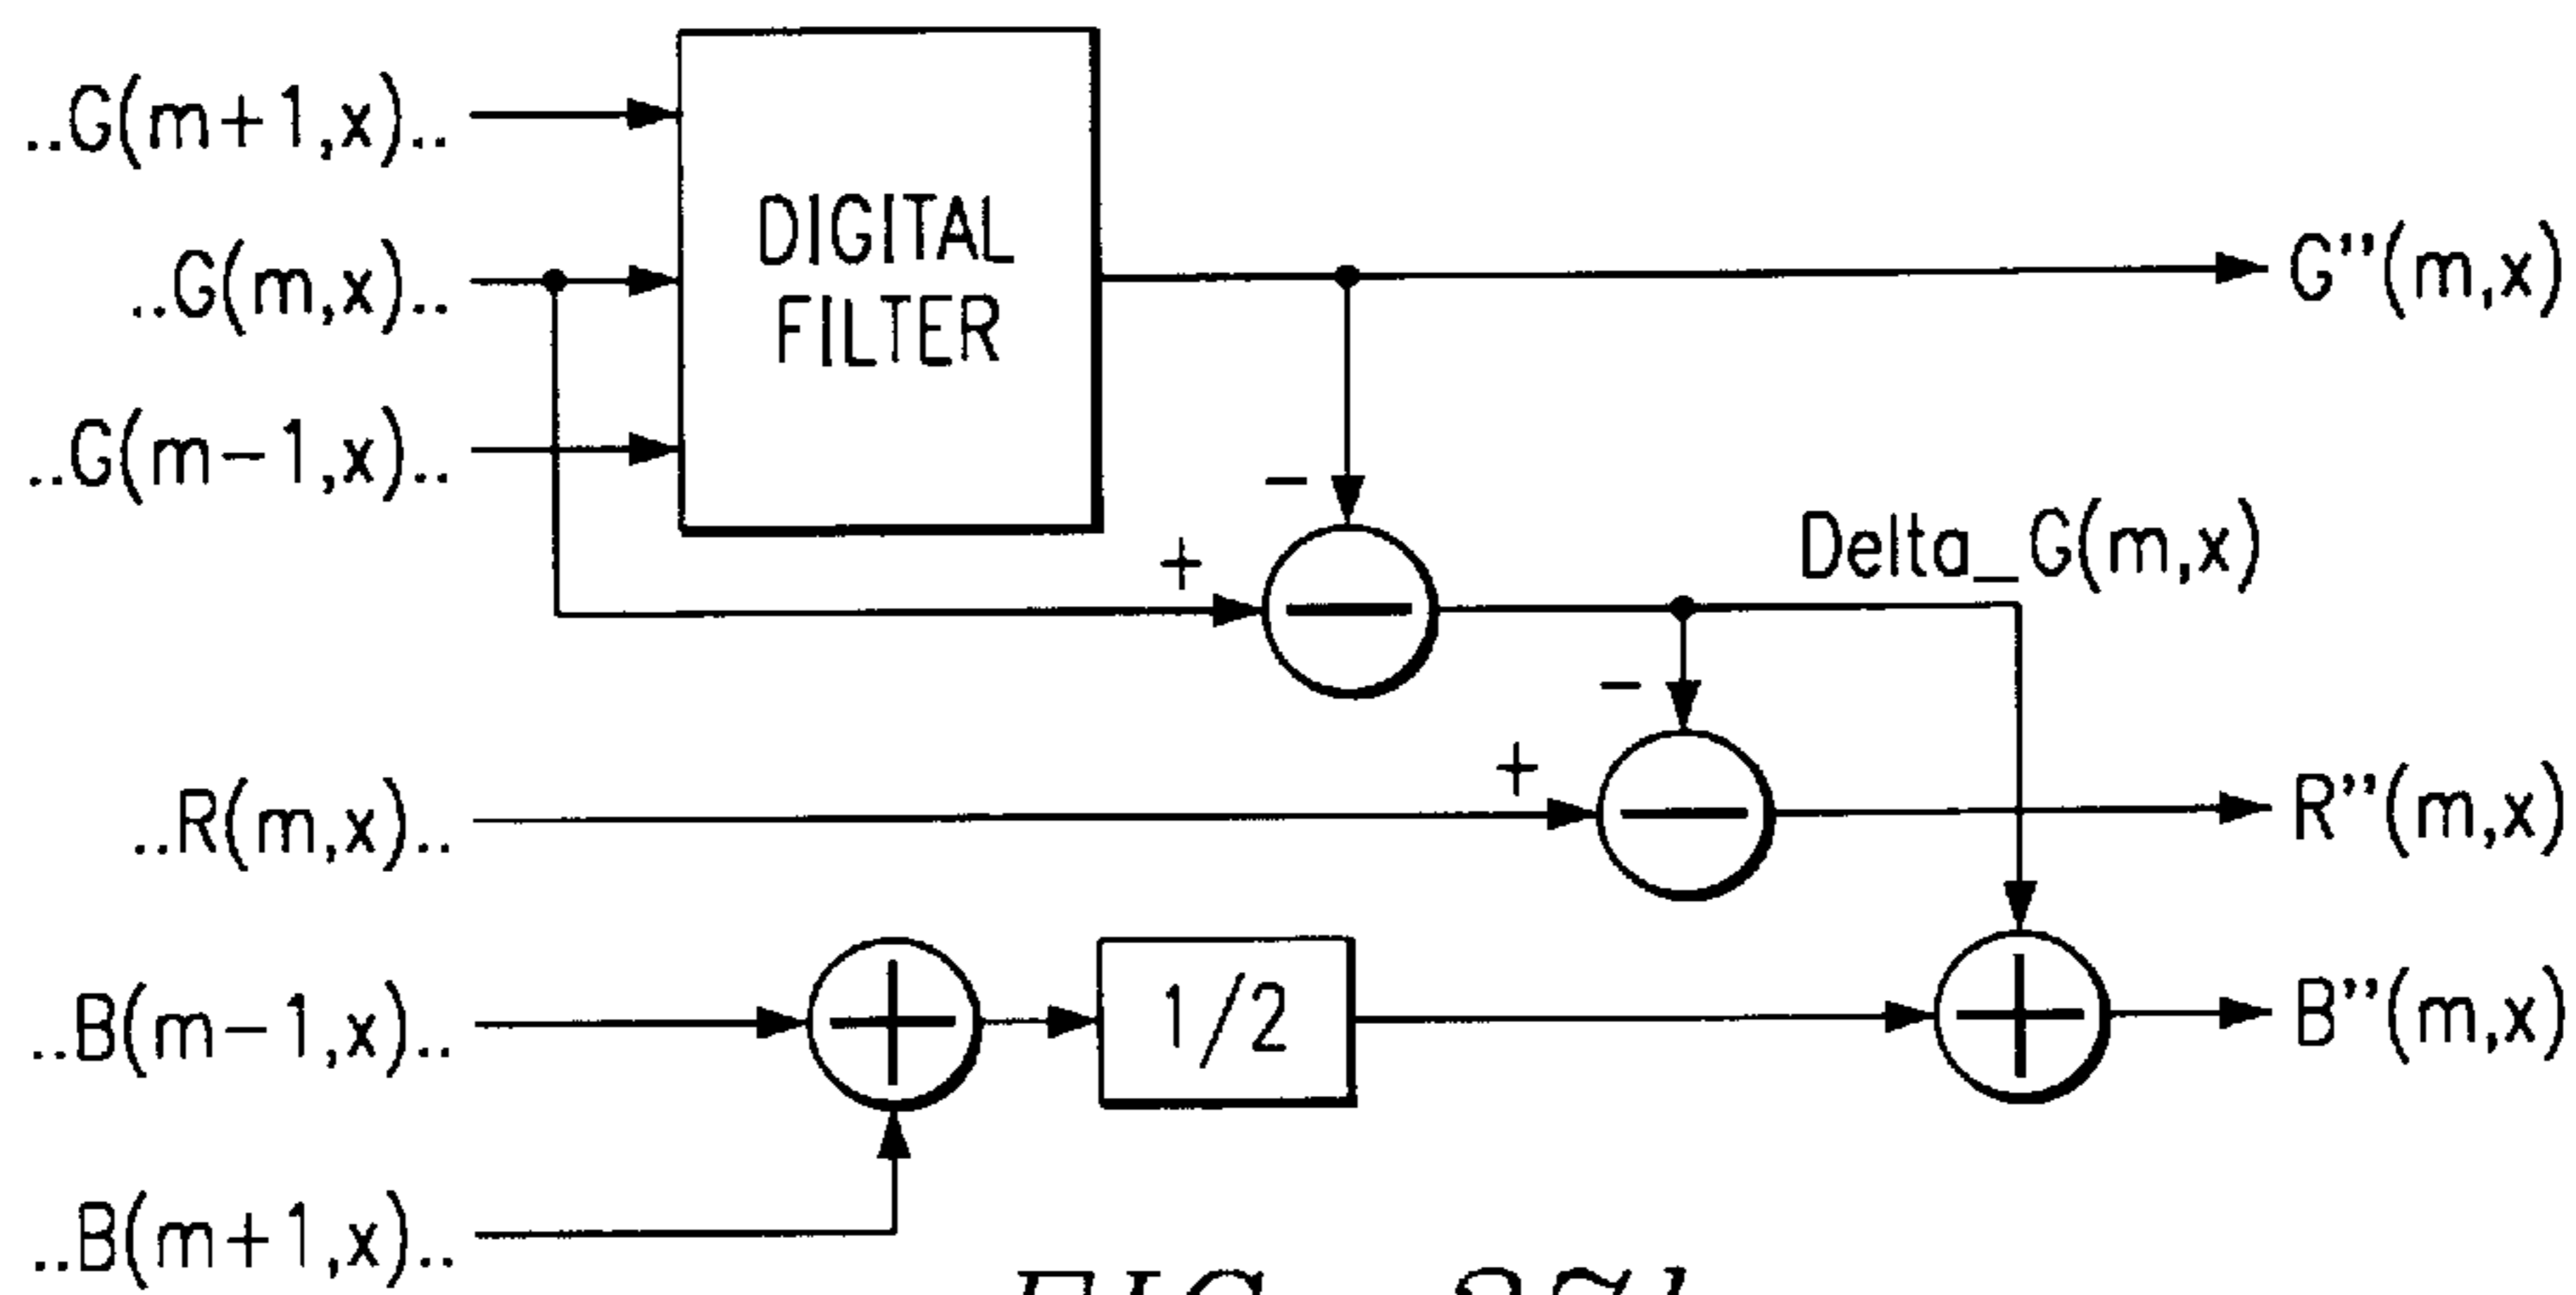 ..G(m+1,x)..
..G(m,x)..
..G(m-1,x)..
DIGITAL
FILTER
G"(m,x)
-
+
Delta_G(m,x)
-
+
..R(m,x)..
R"(m,x)
..B(m-1,x)..
1/2
B"(m,x)
..B(m+1,x)..